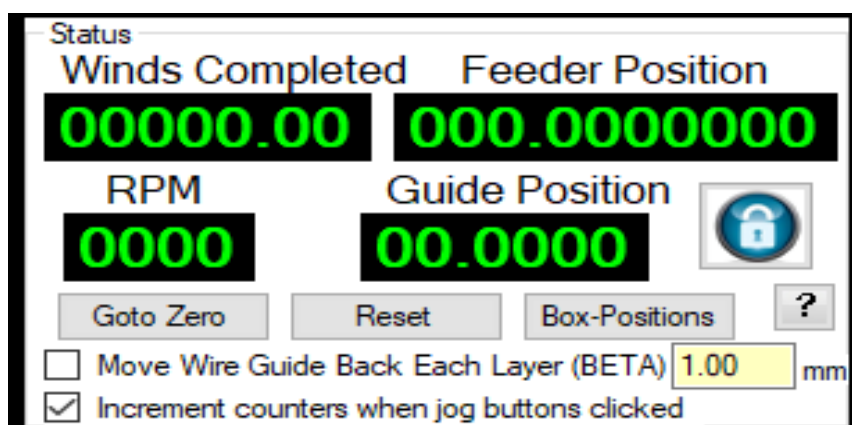 Status
Winds Completed Feeder Position
00000.00 000.0000000
RPM Guide Position
0000 00.0000
Goto Zero Reset Box-Positions ?
Move Wire Guide Back Each Layer (BETA) 1.00 mm
Increment counters when jog buttons clicked